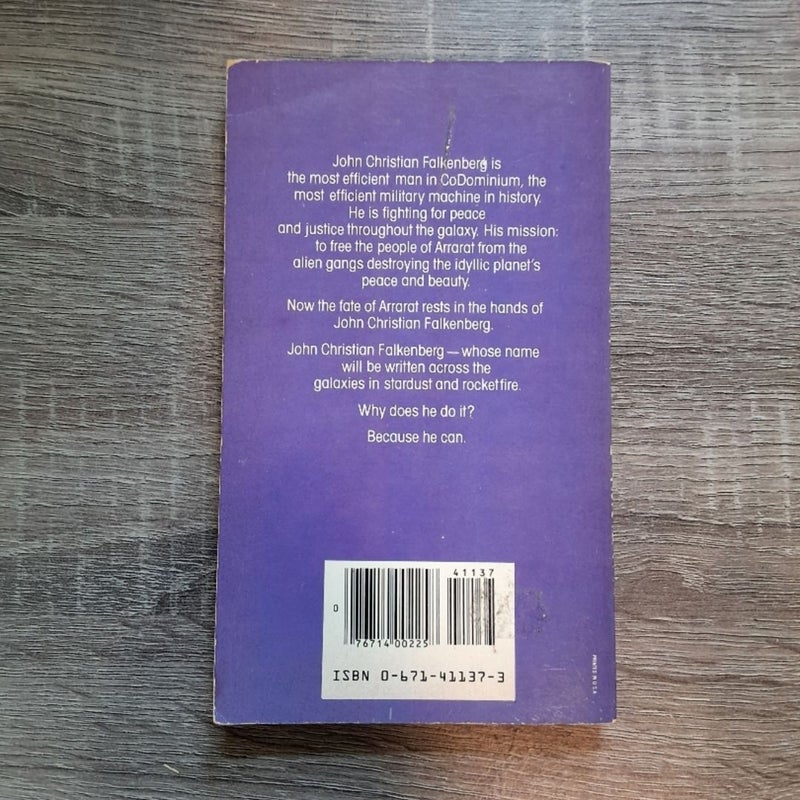 John Christian Falkenberg is
the most efficient man in CoDominium, the
most efficient military machine in history.
He is fighting for peace
and justice throughout the galaxy. His mission:
to free the people of Ararat from the
alien gangs destroying the idyllic planet's
peace and beauty.
Now the fate of Ararat rests in the hands of
John Christian Falkenberg.
John Christian Falkenberg — whose name
will be written across the
galaxies in stardust and rocketfire.
Why does he do it?
Because he can.
41137
0
76714 00225
ISBN 0-671-41137-3
PRINTED IN U.S.A.